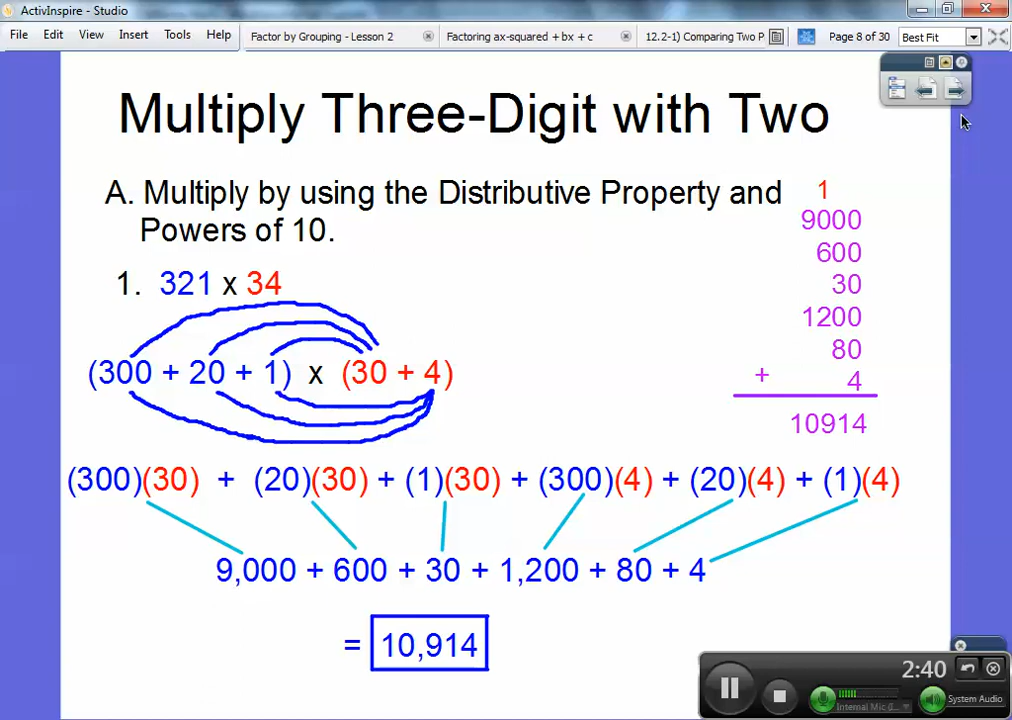 ActivInspire - Studio
File Edit View Insert Tools Help
Factor by Grouping - Lesson 2
Factoring ax-squared + bx + c
12.2-1) Comparing Two P
Page 8 of 30
Best Fit
Multiply Three-Digit with Two
A. Multiply by using the Distributive Property and
Powers of 10.
1. 321 x 34
(300 + 20 + 1) x (30 + 4)
1
9000
600
30
1200
80
+ 4
10914
(300)(30) + (20)(30) + (1)(30) + (300)(4) + (20)(4) + (1)(4)
9,000 + 600 + 30 + 1,200 + 80 + 4
= 10,914
2:40
Internal Mic (I...
System Audio